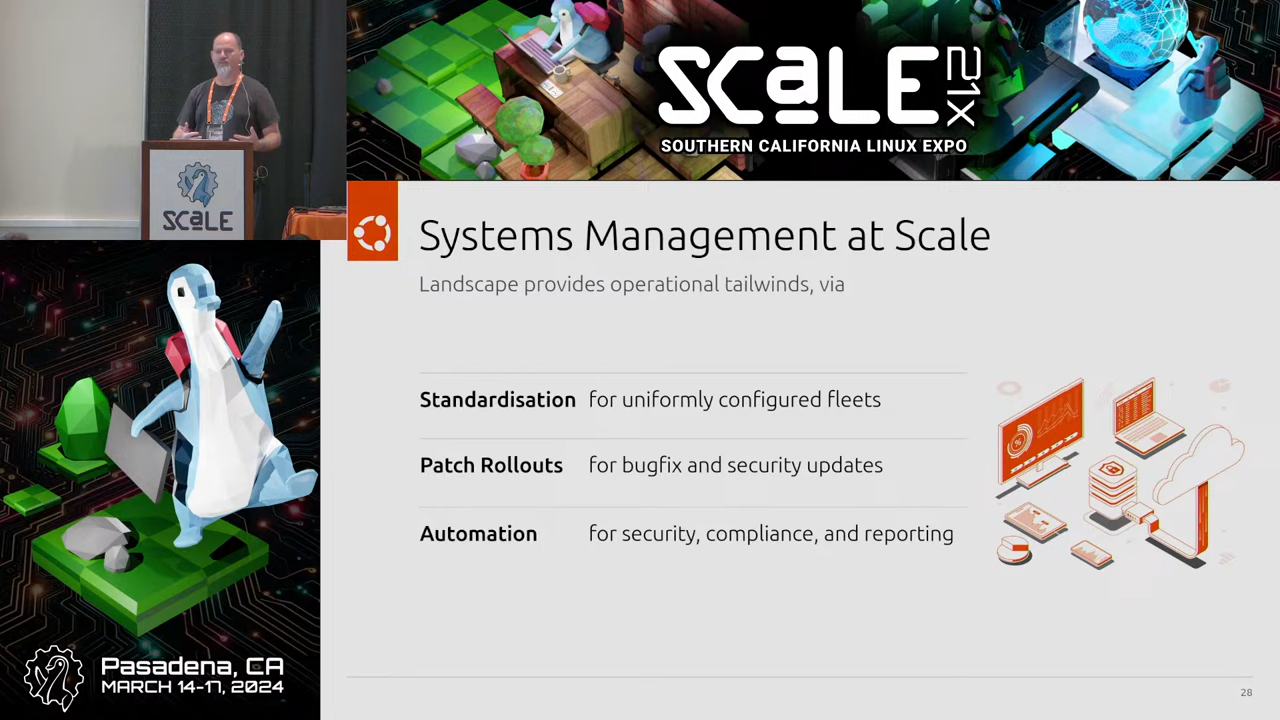 SCaLE 21X
SOUTHERN CALIFORNIA LINUX EXPO
SCaLE
Systems Management at Scale
Landscape provides operational tailwinds, via
Standardisation for uniformly configured fleets
Patch Rollouts for bugfix and security updates
Automation for security, compliance, and reporting
%
Pasadena, CA
MARCH 14-17, 2024
28